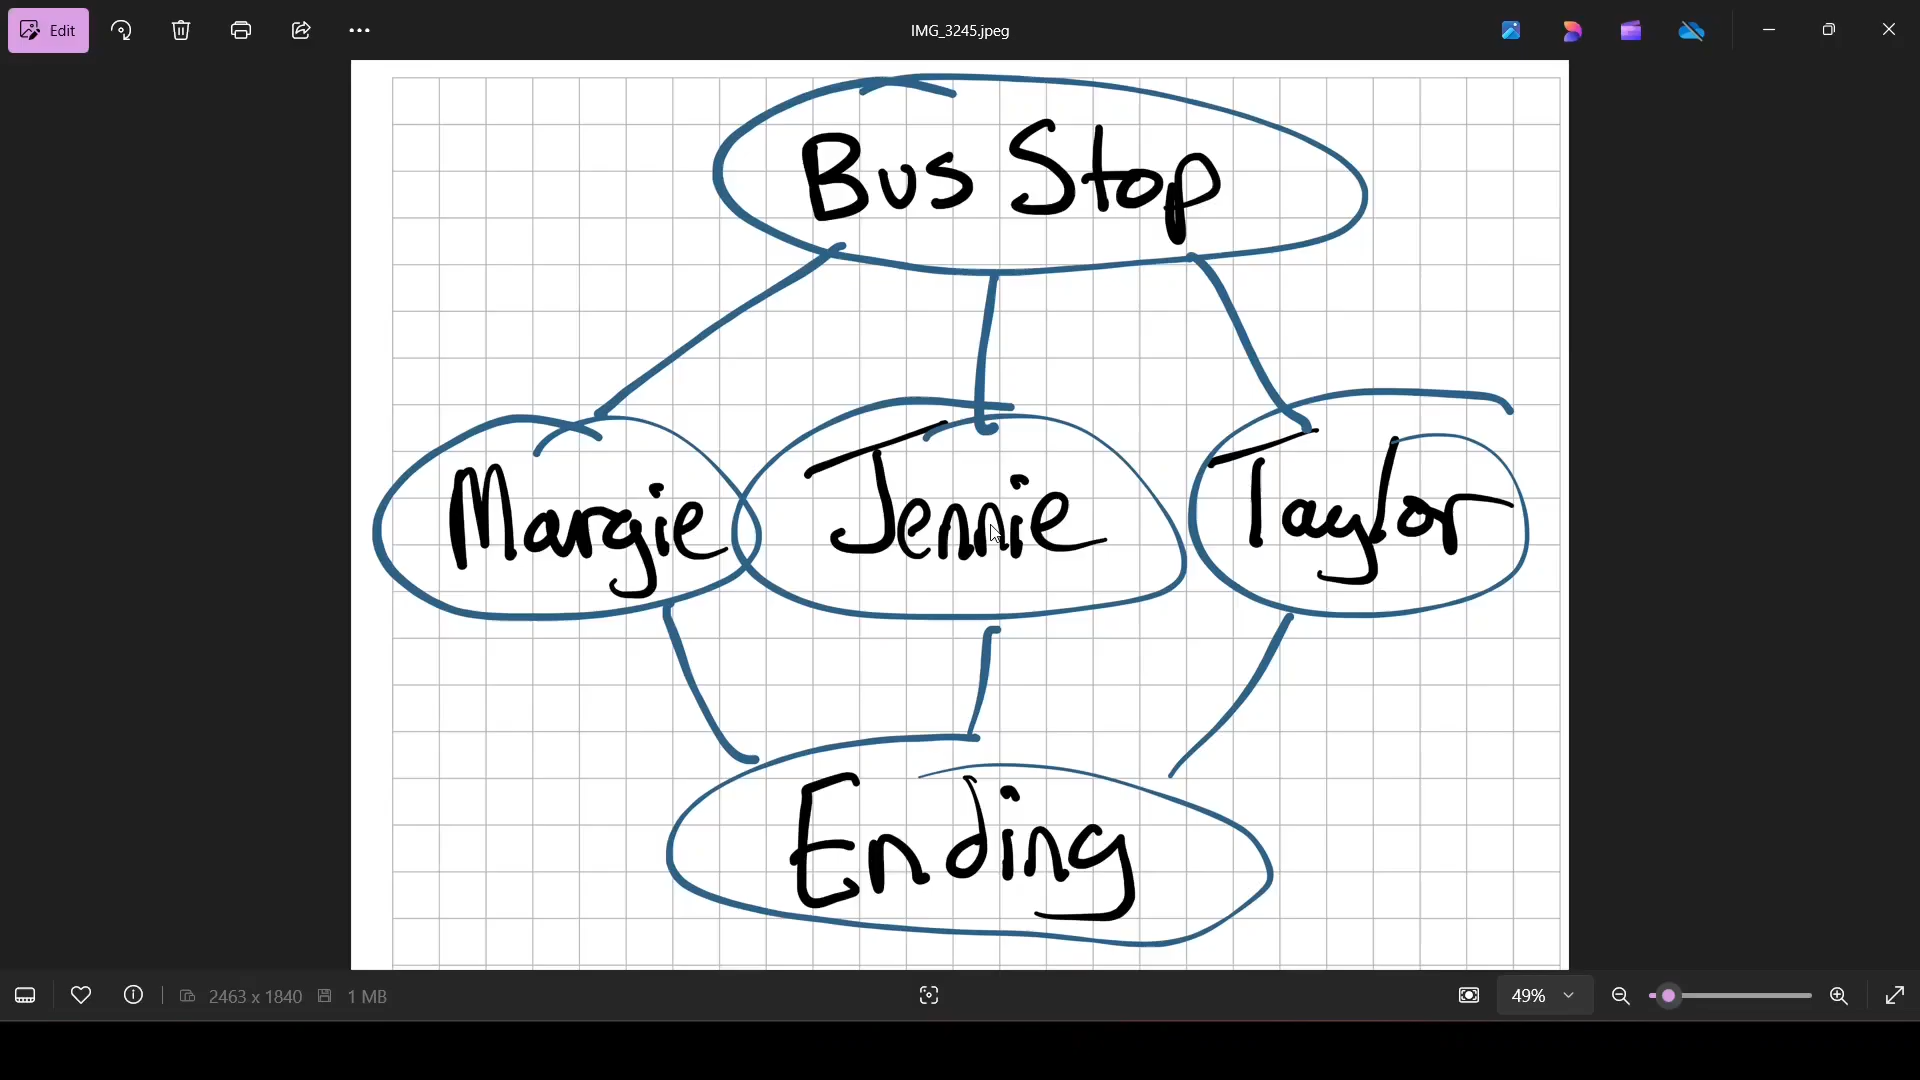 Edit
IMG_3245.jpeg
Bus Stop
Margie
Jennie
Taylor
Ending
2463 x 1840
1 MB
49%